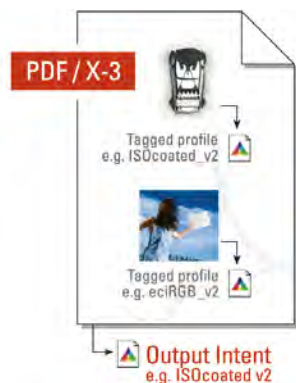 PDF/X-3
Tagged profile
e.g. ISOcoated_v2
Tagged profile
e.g. eciRGB_v2
Output Intent
e.g. ISOcoated v2